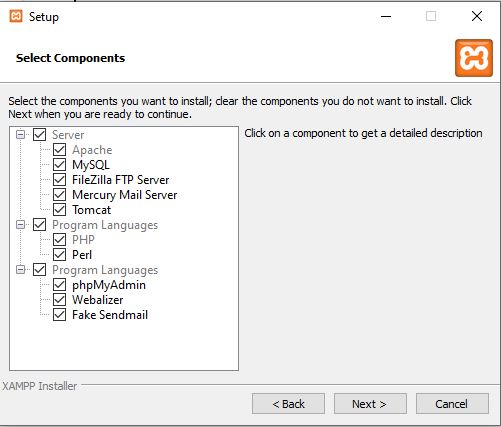 Setup
Select Components
Select the components you want to install; clear the components you do not want to install. Click
Next when you are ready to continue.
Server
Apache
MySQL
FileZilla FTP Server
Mercury Mail Server
Tomcat
Program Languages
PHP
Perl
Program Languages
phpMyAdmin
Webalizer
Fake Sendmail
Click on a component to get a detailed description
XAMPP Installer
< Back
Next >
Cancel